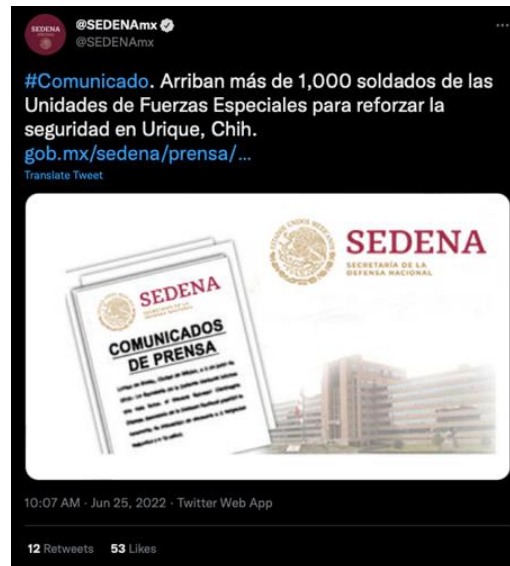 @SEDENAmx
@SEDENAmx
#Comunicado. Arriban más de 1,000 soldados de las
Unidades de Fuerzas Especiales para reforzar la
seguridad en Urique, Chih.
gob.mx/sedena/prensa/...
Translate Tweet
SEDENA
SECRETARÍA DE LA
DEFENSA NACIONAL
SEDENA
COMUNICADOS
DE PRENSA
10:07 AM · Jun 25, 2022 · Twitter Web App
12 Retweets 53 Likes